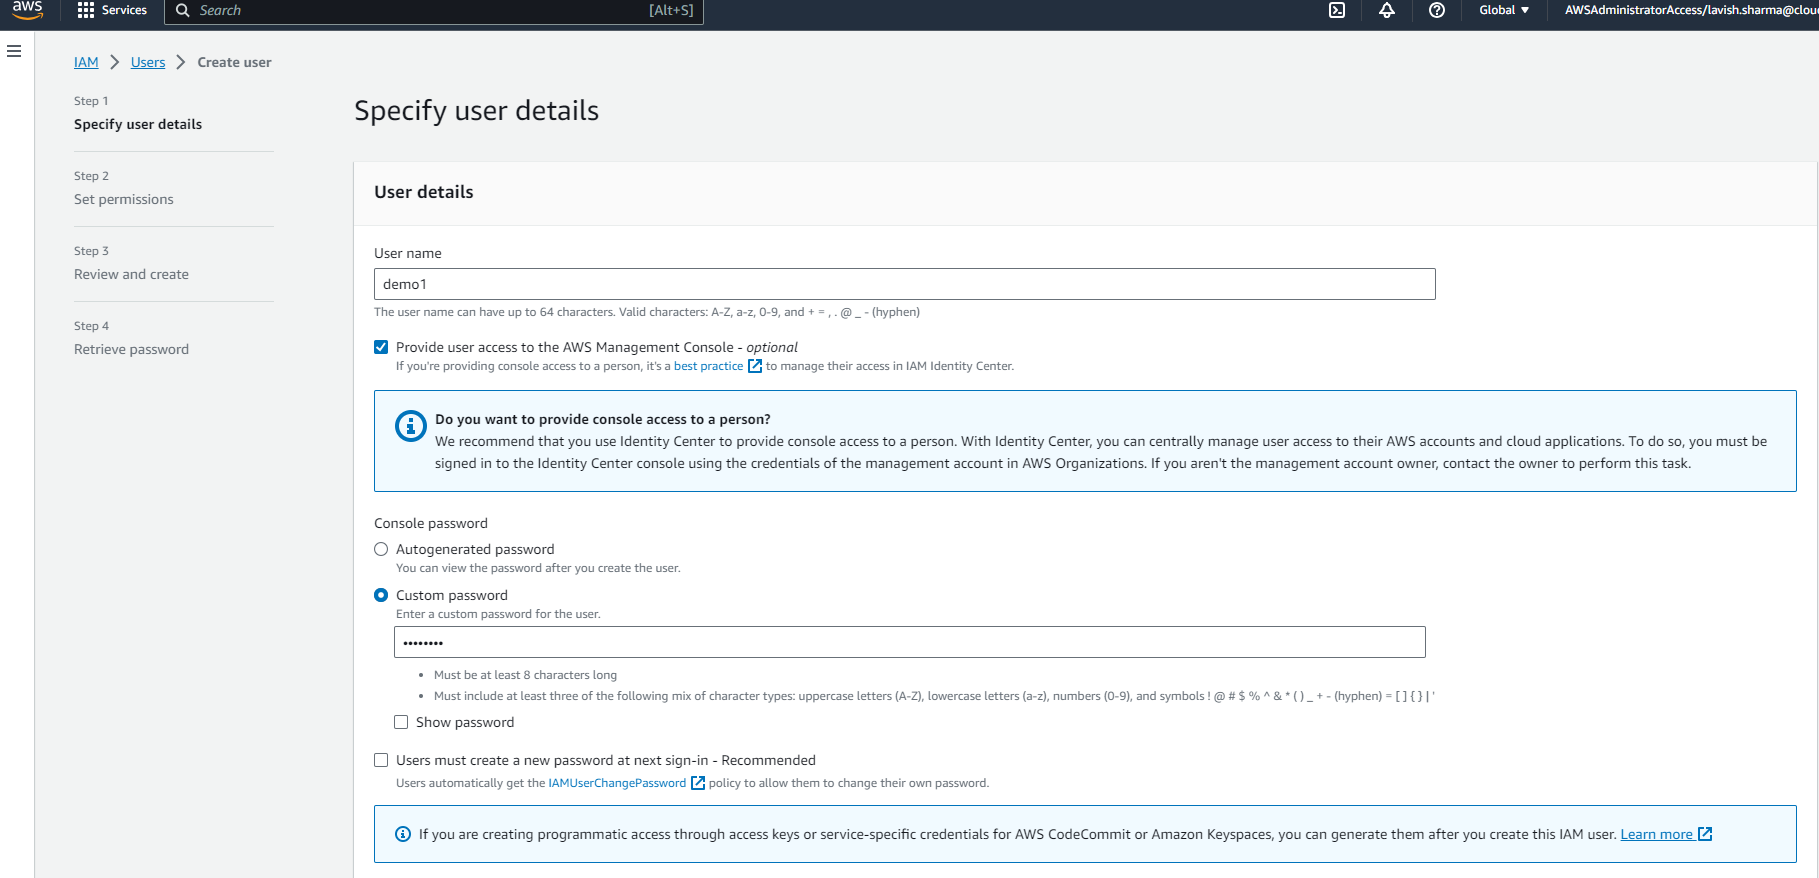 aws
Services
Search
[Alt+S]
Global
AWSAdministratorAccess/lavish.sharma@clou
IAM
Users
Create user
Step 1
Specify user details
Step 2
Set permissions
Step 3
Review and create
Step 4
Retrieve password
Specify user details
User details
User name
demo1
The user name can have up to 64 characters. Valid characters: A-Z, a-z, 0-9, and + = , . @ _ - (hyphen)
Provide user access to the AWS Management Console - optional
If you're providing console access to a person, it's a best practice to manage their access in IAM Identity Center.
Do you want to provide console access to a person?
We recommend that you use Identity Center to provide console access to a person. With Identity Center, you can centrally manage user access to their AWS accounts and cloud applications. To do so, you must be
signed in to the Identity Center console using the credentials of the management account in AWS Organizations. If you aren't the management account owner, contact the owner to perform this task.
Console password
Autogenerated password
You can view the password after you create the user.
Custom password
Enter a custom password for the user.
••••••••
• Must be at least 8 characters long
• Must include at least three of the following mix of character types: uppercase letters (A-Z), lowercase letters (a-z), numbers (0-9), and symbols ! @ # $ % ^ & * ( ) _ + - (hyphen) = [ ] { } | '
Show password
Users must create a new password at next sign-in - Recommended
Users automatically get the IAMUserChangePassword policy to allow them to change their own password.
If you are creating programmatic access through access keys or service-specific credentials for AWS CodeCommit or Amazon Keyspaces, you can generate them after you create this IAM user. Learn more